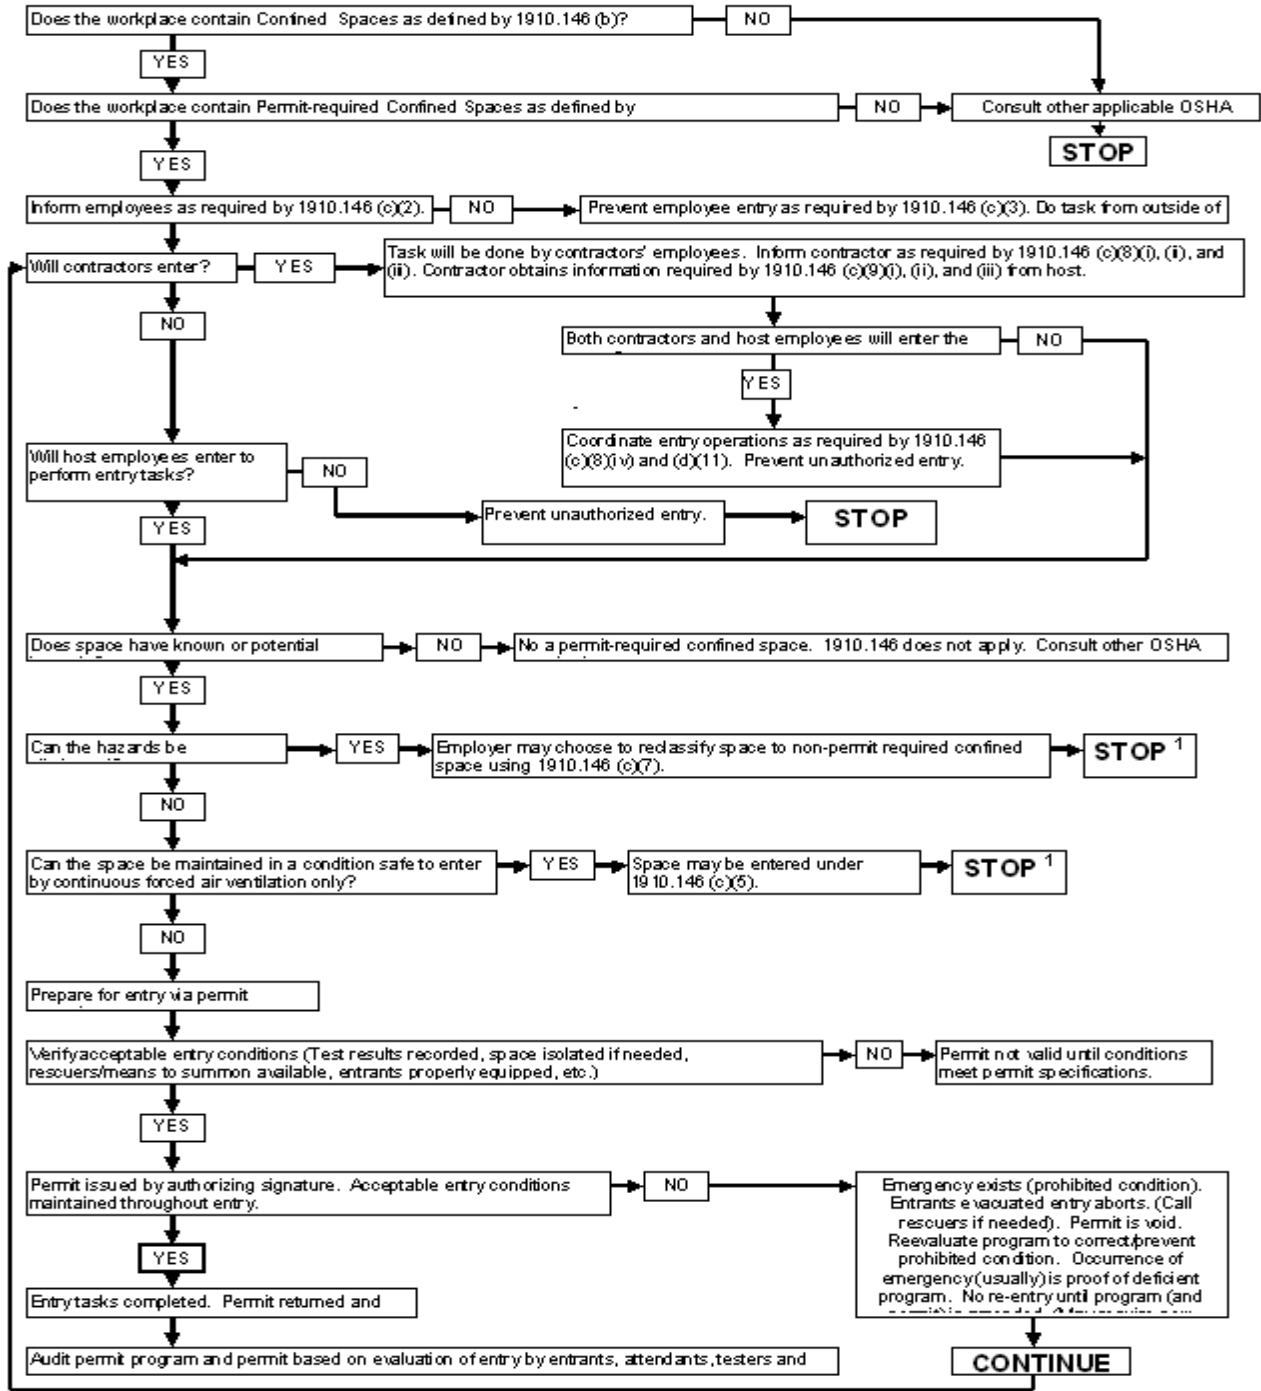 Does the workplace contain Confined Spaces as defined by 1910.146 (b)?
NO
YES
Does the workplace contain Permit-required Confined Spaces as defined by
NO
Consult other applicable OSHA
STOP
YES
Inform employees as required by 1910.146 (c)(2).
NO
Prevent employee entry as required by 1910.146 (c)(3). Do task from outside of
Will contractors enter?
YES
Task will be done by contractors' employees. Inform contractor as required by 1910.146 (c)(8)(i), (ii), and
(iii). Contractor obtains information required by 1910.146 (c)(9)(i), (ii), and (iii) from host.
NO
Both contractors and host employees will enter the
NO
YES
Coordinate entry operations as required by 1910.146
(c)(8)(iv) and (d)(11). Prevent unauthorized entry.
Will host employees enter to
perform entry tasks?
NO
Prevent unauthorized entry.
STOP
YES
Does space have known or potential
NO
No a permit-required confined space. 1910.146 does not apply. Consult other OSHA
YES
Can the hazards be
YES
Employer may choose to reclassify space to non-permit required confined
space using 1910.146 (c)(7).
STOP 1
NO
Can the space be maintained in a condition safe to enter
by continuous forced air ventilation only?
YES
Space may be entered under
1910.146 (c)(5).
STOP 1
NO
Prepare for entry via permit
Verify acceptable entry conditions (Test results recorded, space isolated if needed,
rescuers/means to summon available, entrants properly equipped, etc.)
NO
Permit not valid until conditions
meet permit specifications.
YES
Permit issued by authorizing signature. Acceptable entry conditions
maintained throughout entry.
NO
Emergency exists (prohibited condition).
Entrants evacuated entry aborts. (Call
rescuers if needed). Permit is void.
Reevaluate program to correct/prevent
prohibited condition. Occurrence of
emergency (usually) is proof of deficient
program. No re-entry until program (and
YES
Entry tasks completed. Permit returned and
Audit permit program and permit based on evaluation of entry by entrants, attendants, testers and
CONTINUE